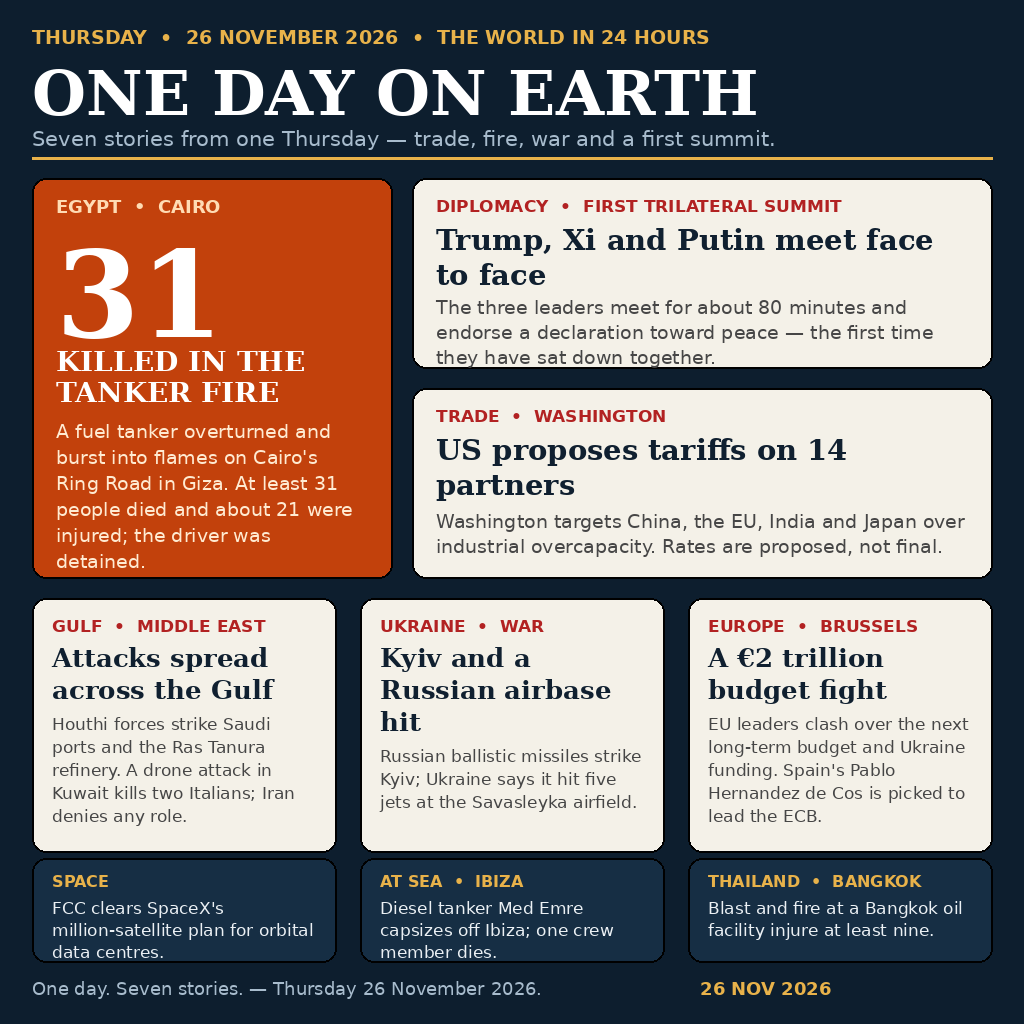 THURSDAY • 26 NOVEMBER 2026 • THE WORLD IN 24 HOURS
ONE DAY ON EARTH
Seven stories from one Thursday — trade, fire, war and a first summit.
EGYPT • CAIRO
31
KILLED IN THE
TANKER FIRE
A fuel tanker overturned and
burst into flames on Cairo's
Ring Road in Giza. At least 31
people died and about 21 were
injured; the driver was
detained.
DIPLOMACY • FIRST TRILATERAL SUMMIT
Trump, Xi and Putin meet face
to face
The three leaders meet for about 80 minutes and
endorse a declaration toward peace — the first time
they have sat down together.
TRADE • WASHINGTON
US proposes tariffs on 14
partners
Washington targets China, the EU, India and Japan over
industrial overcapacity. Rates are proposed, not final.
GULF • MIDDLE EAST
Attacks spread
across the Gulf
Houthi forces strike Saudi
ports and the Ras Tanura
refinery. A drone attack in
Kuwait kills two Italians; Iran
denies any role.
UKRAINE • WAR
Kyiv and a
Russian airbase
hit
Russian ballistic missiles strike
Kyiv; Ukraine says it hit five
jets at the Savasleyka airfield.
EUROPE • BRUSSELS
A €2 trillion
budget fight
EU leaders clash over the next
long-term budget and Ukraine
funding. Spain's Pablo
Hernandez de Cos is picked to
lead the ECB.
SPACE
FCC clears SpaceX's
million-satellite plan for orbital
data centres.
AT SEA • IBIZA
Diesel tanker Med Emre
capsizes off Ibiza; one crew
member dies.
THAILAND • BANGKOK
Blast and fire at a Bangkok oil
facility injure at least nine.
One day. Seven stories. — Thursday 26 November 2026.
26 NOV 2026